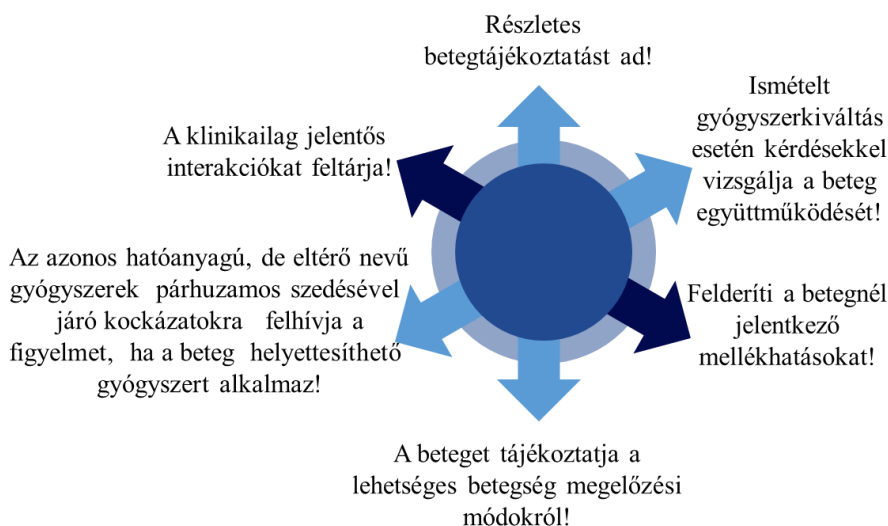 Részletes
betegtájékoztatást ad!
Ismételt
gyógyszerkiváltás
esetén kérdésekkel
vizsgálja a beteg
együttműködését!
Felderíti a betegnél
jelentkező
mellékhatásokat!
A beteget tájékoztatja a
lehetséges betegség megelőzési
módokról!
Az azonos hatóanyagú, de eltérő nevű
gyógyszerek párhuzamos szedésével
járó kockázatokra felhívja a
figyelmet, ha a beteg helyettesíthető
gyógyszert alkalmaz!
A klinikailag jelentős
interakciókat feltárja!